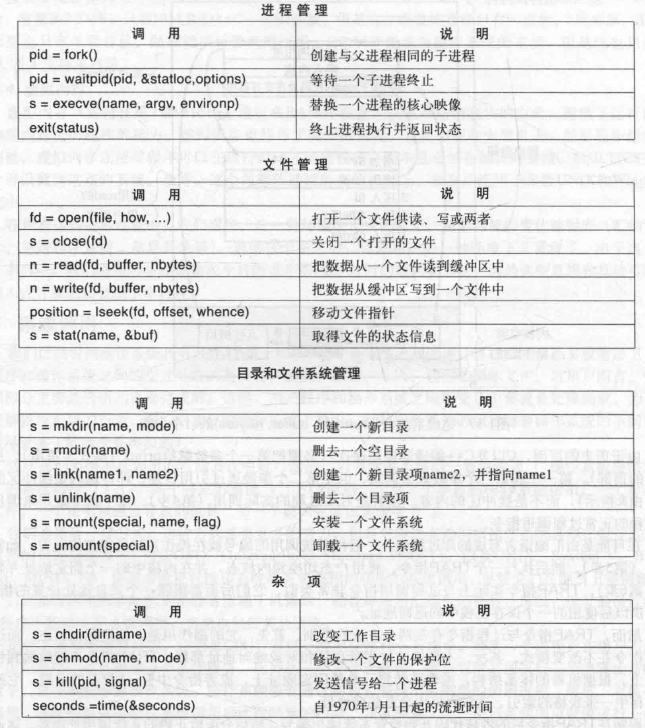 进程管理
调 用 说 明
pid = fork() 创建与父进程相同的子进程
pid = waitpid(pid, &statloc,options) 等待一个子进程终止
s = execve(name, argv, environp) 替换一个进程的核心映像
exit(status) 终止进程执行并返回状态
文件管理
调 用 说 明
fd = open(file, how, ...) 打开一个文件供读、写或两者
s = close(fd) 关闭一个打开的文件
n = read(fd, buffer, nbytes) 把数据从一个文件读到缓冲区中
n = write(fd, buffer, nbytes) 把数据从缓冲区写到一个文件中
position = lseek(fd, offset, whence) 移动文件指针
s = stat(name, &buf) 取得文件的状态信息
目录和文件系统管理
调 用 说 明
s = mkdir(name, mode) 创建一个新目录
s = rmdir(name) 删去一个空目录
s = link(name1, name2) 创建一个新目录项name2，并指向name1
s = unlink(name) 删去一个目录项
s = mount(special, name, flag) 安装一个文件系统
s = umount(special) 卸载一个文件系统
杂 项
调 用 说 明
s = chdir(dirname) 改变工作目录
s = chmod(name, mode) 修改一个文件的保护位
s = kill(pid, signal) 发送信号给一个进程
seconds =time(&seconds) 自1970年1月1日起的流逝时间